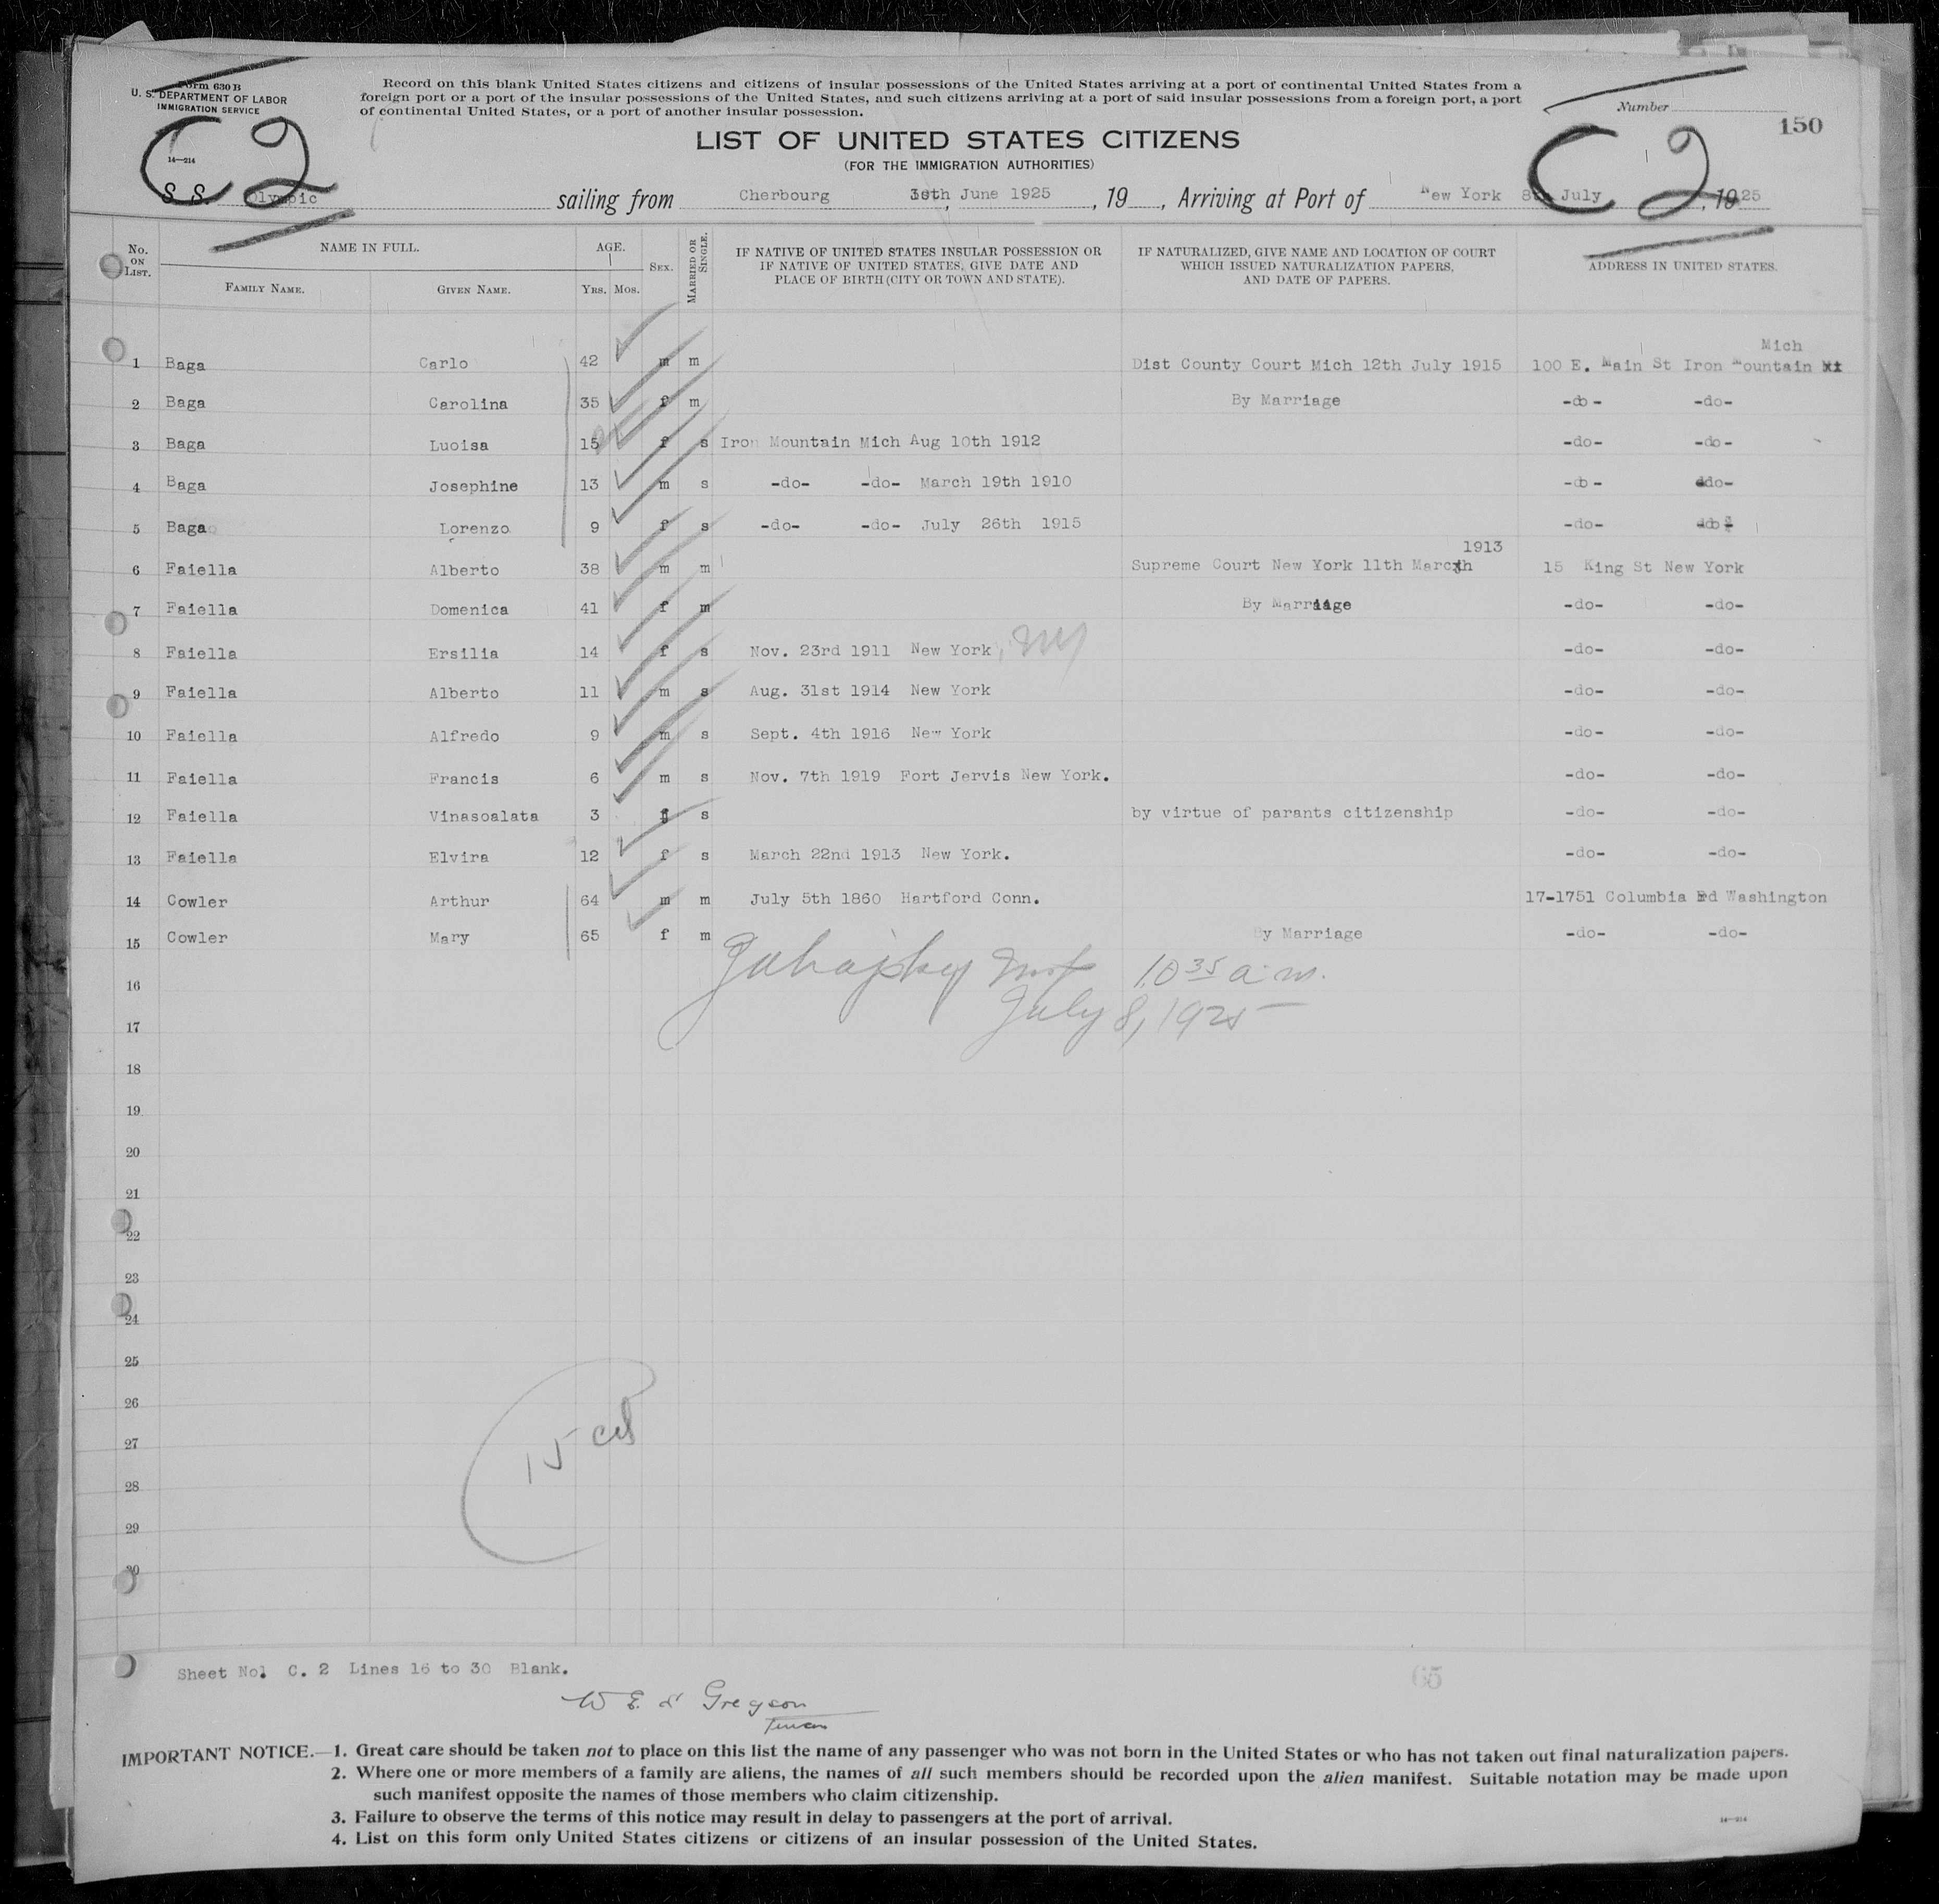 Form 630 B
U. S. DEPARTMENT OF LABOR
IMMIGRATION SERVICE
14—214
Record on this blank United States citizens and citizens of insular possessions of the United States arriving at a port of continental United States from a
foreign port or a port of the insular possessions of the United States, and such citizens arriving at a port of said insular possessions from a foreign port, a port
of continental United States, or a port of another insular possession.
Number
150
C2
C2
LIST OF UNITED STATES CITIZENS
(FOR THE IMMIGRATION AUTHORITIES)
S. S. Olympic sailing from Cherbourg 30th, June 1925, 19 , Arriving at Port of New York 8th July, 1925
No. ON LIST. NAME IN FULL. AGE. SEX. MARRIED OR SINGLE. IF NATIVE OF UNITED STATES INSULAR POSSESSION OR IF NATIVE OF UNITED STATES, GIVE DATE AND PLACE OF BIRTH (CITY OR TOWN AND STATE). IF NATURALIZED, GIVE NAME AND LOCATION OF COURT WHICH ISSUED NATURALIZATION PAPERS, AND DATE OF PAPERS. ADDRESS IN UNITED STATES.
FAMILY NAME. GIVEN NAME. YRS. MOS.
Mich
1 Baga Carlo 42 m m Dist County Court Mich 12th July 1915 100 E. Main St Iron Mountain
2 Baga Carolina 35 f m By Marriage -do- -do-
3 Baga Luoisa 15 f s Iron Mountain Mich Aug 10th 1912 -do- -do-
4 Baga Josephine 13 m s -do- -do- March 19th 1910 -do- -do-
5 Baga Lorenzo 9 f s -do- -do- July 26th 1915 -do- -do-
1913
6 Faiella Alberto 38 m m Supreme Court New York 11th March 15 King St New York
7 Faiella Domenica 41 f m By Marriage -do- -do-
8 Faiella Ersilia 14 f s Nov. 23rd 1911 New York, NY -do- -do-
9 Faiella Alberto 11 m s Aug. 31st 1914 New York -do- -do-
10 Faiella Alfredo 9 m s Sept. 4th 1916 New York -do- -do-
11 Faiella Francis 6 m s Nov. 7th 1919 Port Jervis New York. -do- -do-
12 Faiella Vinasoalata 3 f s by virtue of parants citizenship -do- -do-
13 Faiella Elvira 12 f s March 22nd 1913 New York. -do- -do-
14 Cowler Arthur 64 m m July 5th 1860 Hartford Conn. 17-1751 Columbia Rd Washington
15 Cowler Mary 65 f m By Marriage -do- -do-
16 10 35 a.m.
17 July 8, 1925
18
19
20
21
22
23
24
25
26
27
28
29
30
15
Sheet No. C. 2 Lines 16 to 30 Blank.
65
Gregson
IMPORTANT NOTICE.—1. Great care should be taken not to place on this list the name of any passenger who was not born in the United States or who has not taken out final naturalization papers.
2. Where one or more members of a family are aliens, the names of all such members should be recorded upon the alien manifest. Suitable notation may be made upon
such manifest opposite the names of those members who claim citizenship.
3. Failure to observe the terms of this notice may result in delay to passengers at the port of arrival.
4. List on this form only United States citizens or citizens of an insular possession of the United States.
14—214